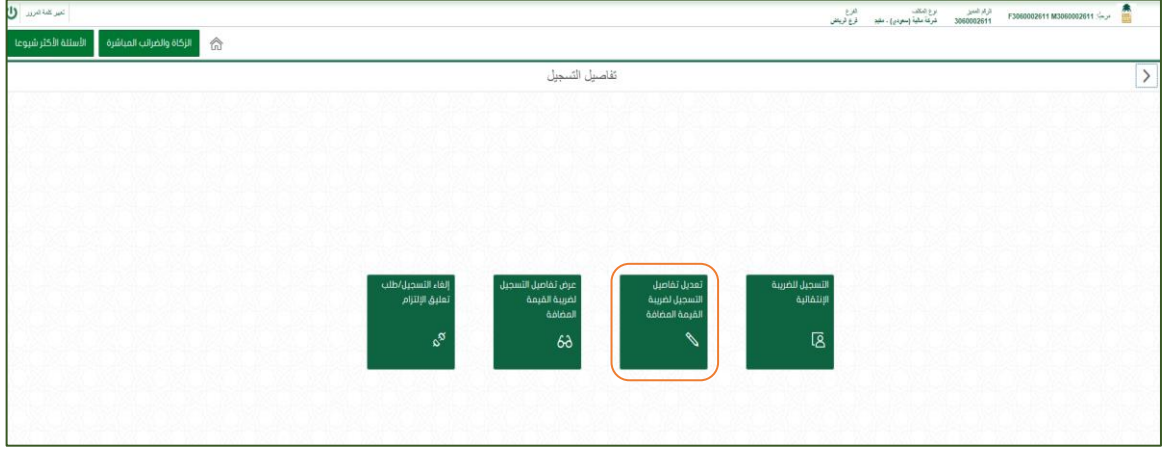 مرحباً: F3060002611 M3060002611
الرقم المميز
3060002611
نوع المكلف
شركة مالية (سعودي) ، مقيم
الفرع
فرع الرياض
تغيير كلمة المرور
الزكاة والضرائب المباشرة
الأسئلة الأكثر شيوعا
تفاصيل التسجيل
التسجيل للضريبة
الإنتقائية
تعديل تفاصيل
التسجيل لضريبة
القيمة المضافة
عرض تفاصيل التسجيل
لضريبة القيمة
المضافة
إلغاء التسجيل/طلب
تعليق الإلتزام